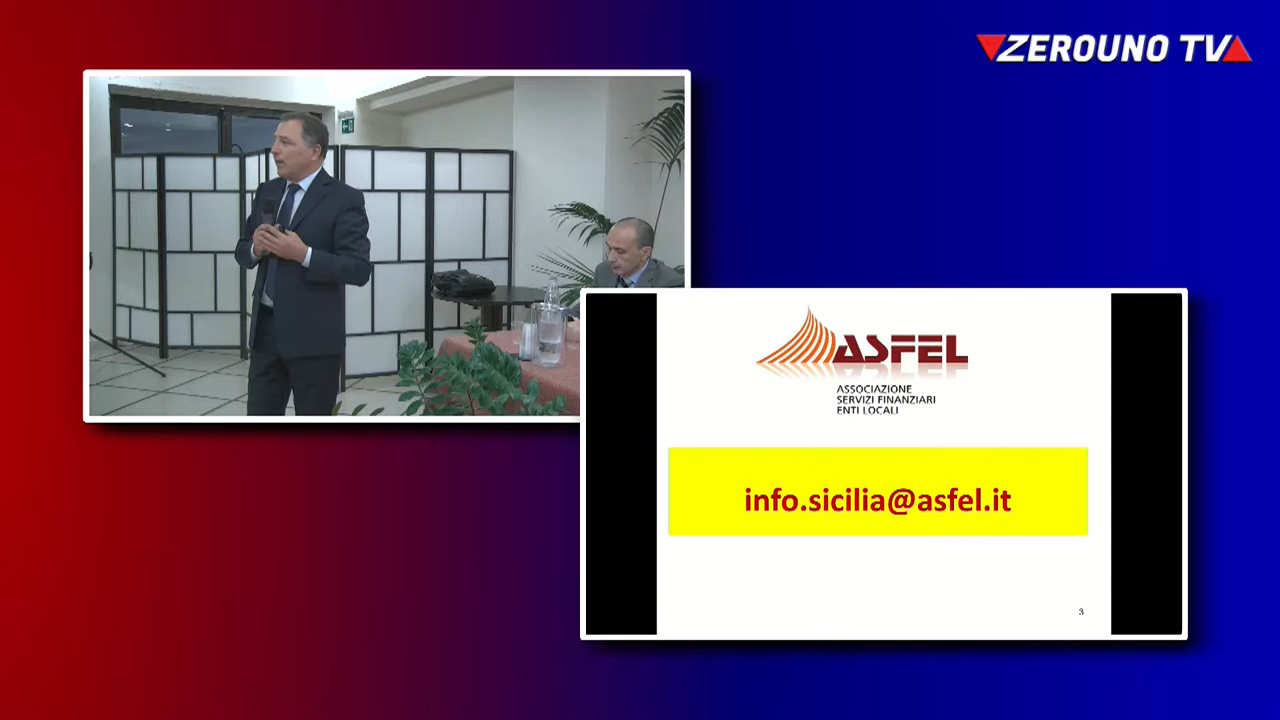 ZEROUNO TV
ASFEL
ASSOCIAZIONE
SERVIZI FINANZIARI
ENTI LOCALI
info.sicilia@asfel.it
3